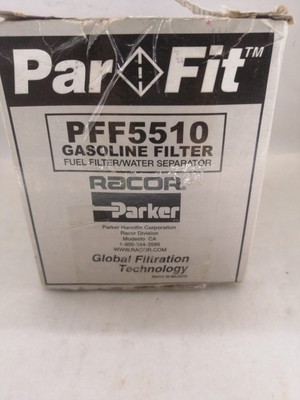 Par Fit™
PFF5510
GASOLINE FILTER
FUEL FILTER/WATER SEPARATOR
RACOR
Parker
Parker Hannifin Corporation
Racor Division
Modesto CA
WWW.RACOR.COM
Global Filtration
Technology